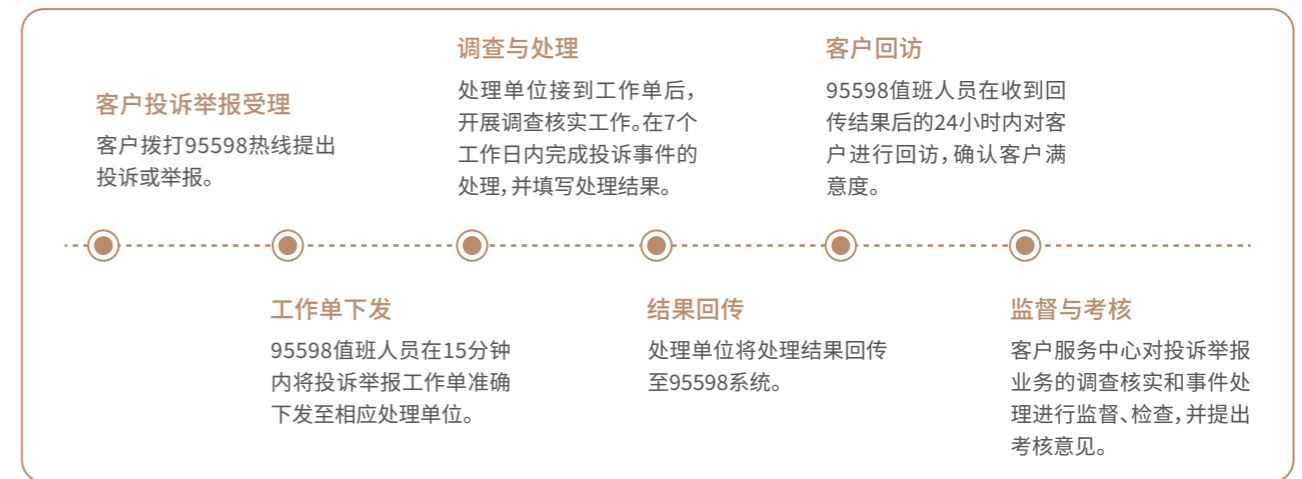 客户投诉举报受理
客户拨打95598热线提出
投诉或举报。
工作单下发
95598值班人员在15分钟
内将投诉举报工作单准确
下发至相应处理单位。
调查与处理
处理单位接到工作单后，
开展调查核实工作。在7个
工作日内完成投诉事件的
处理，并填写处理结果。
结果回传
处理单位将处理结果回传
至95598系统。
客户回访
95598值班人员在收到回
传结果后的24小时内对客
户进行回访，确认客户满
意度。
监督与考核
客户服务中心对投诉举报
业务的调查核实和事件处
理进行监督、检查，并提出
考核意见。